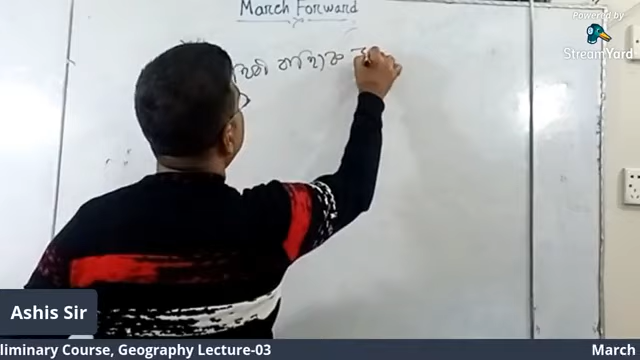 March Forward
Powered by
StreamYard
Ashis Sir
liminary Course, Geography Lecture-03
March